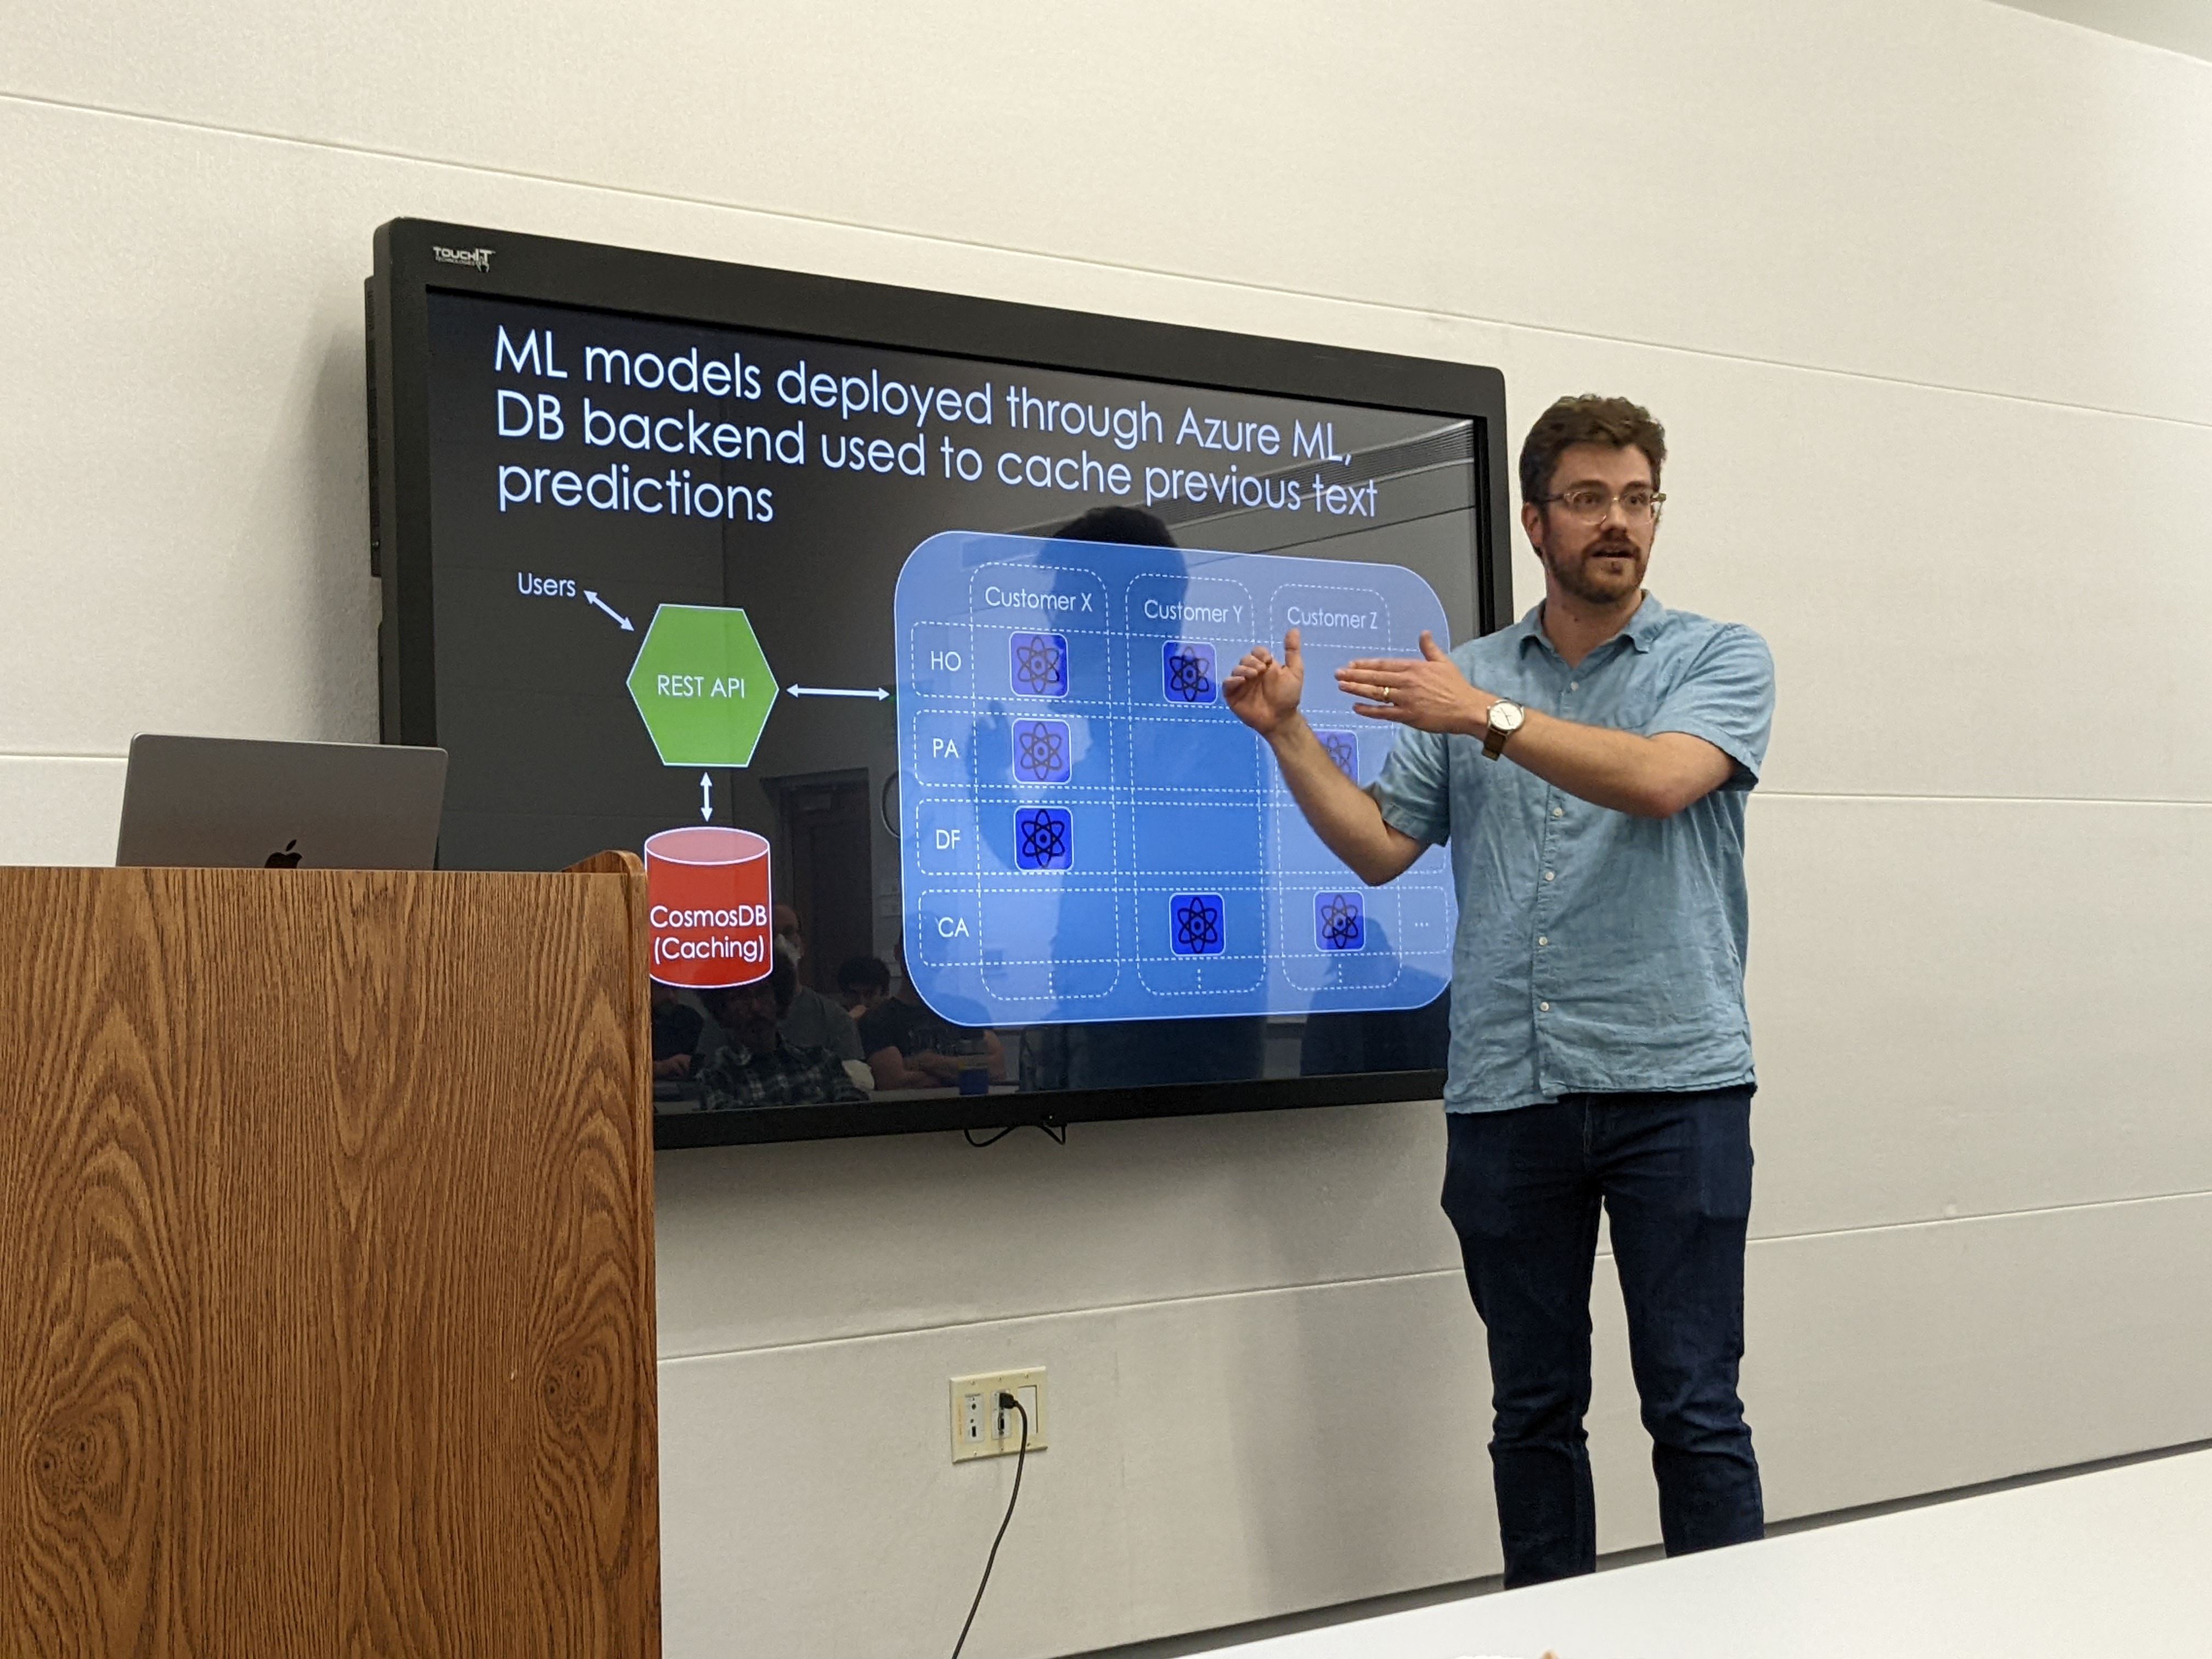 TOUCHIT
TECHNOLOGIES
ML models deployed through Azure ML,
DB backend used to cache previous text
predictions
Users
REST API
CosmosDB
(Caching)
Customer X
Customer Y
Customer Z
HO
PA
DF
CA
...